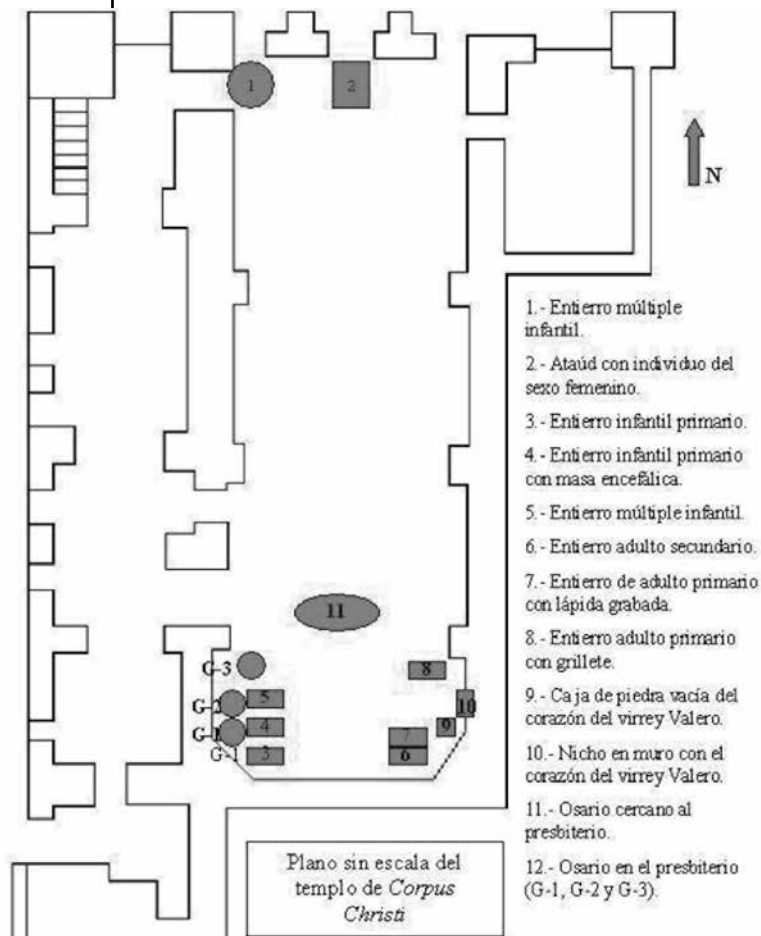 1
2
N
1.- Entierro múltiple
infantil.
2.- Ataúd con individuo del
sexo femenino.
3.- Entierro infantil primario.
4.- Entierro infantil primario
con masa encefálica.
5.- Entierro múltiple infantil.
6.- Entierro adulto secundario.
7.- Entierro de adulto primario
con lápida grabada.
8.- Entierro adulto primario
con grillete.
9.- Caja de piedra vacía del
corazón del virrey Valero.
10.- Nicho en muro con el
corazón del virrey Valero.
11.- Osario cercano al
presbiterio.
12.- Osario en el presbiterio
(G-1, G-2 y G-3).
11
G-3
8
G-2
5
10
G-1
4
9
7
G-1
3
6
Plano sin escala del
templo de Corpus
Christi